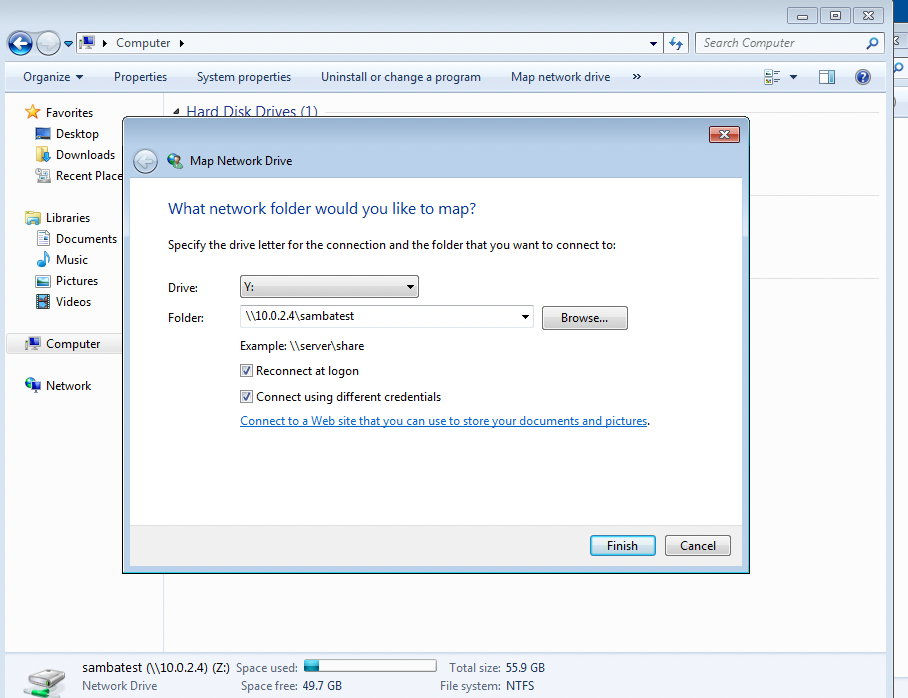 Computer
Search Computer
Organize Properties System properties Uninstall or change a program Map network drive »
Favorites
Desktop
Downloads
Recent Place
Libraries
Documents
Music
Pictures
Videos
Computer
Network
Hard Disk Drives (1)
Map Network Drive
What network folder would you like to map?
Specify the drive letter for the connection and the folder that you want to connect to:
Drive: Y:
Folder: \\10.0.2.4\sambatest Browse...
Example: \\server\share
Reconnect at logon
Connect using different credentials
Connect to a Web site that you can use to store your documents and pictures.
Finish Cancel
sambatest (\\10.0.2.4) (Z:) Space used: Total size: 55.9 GB
Network Drive Space free: 49.7 GB File system: NTFS